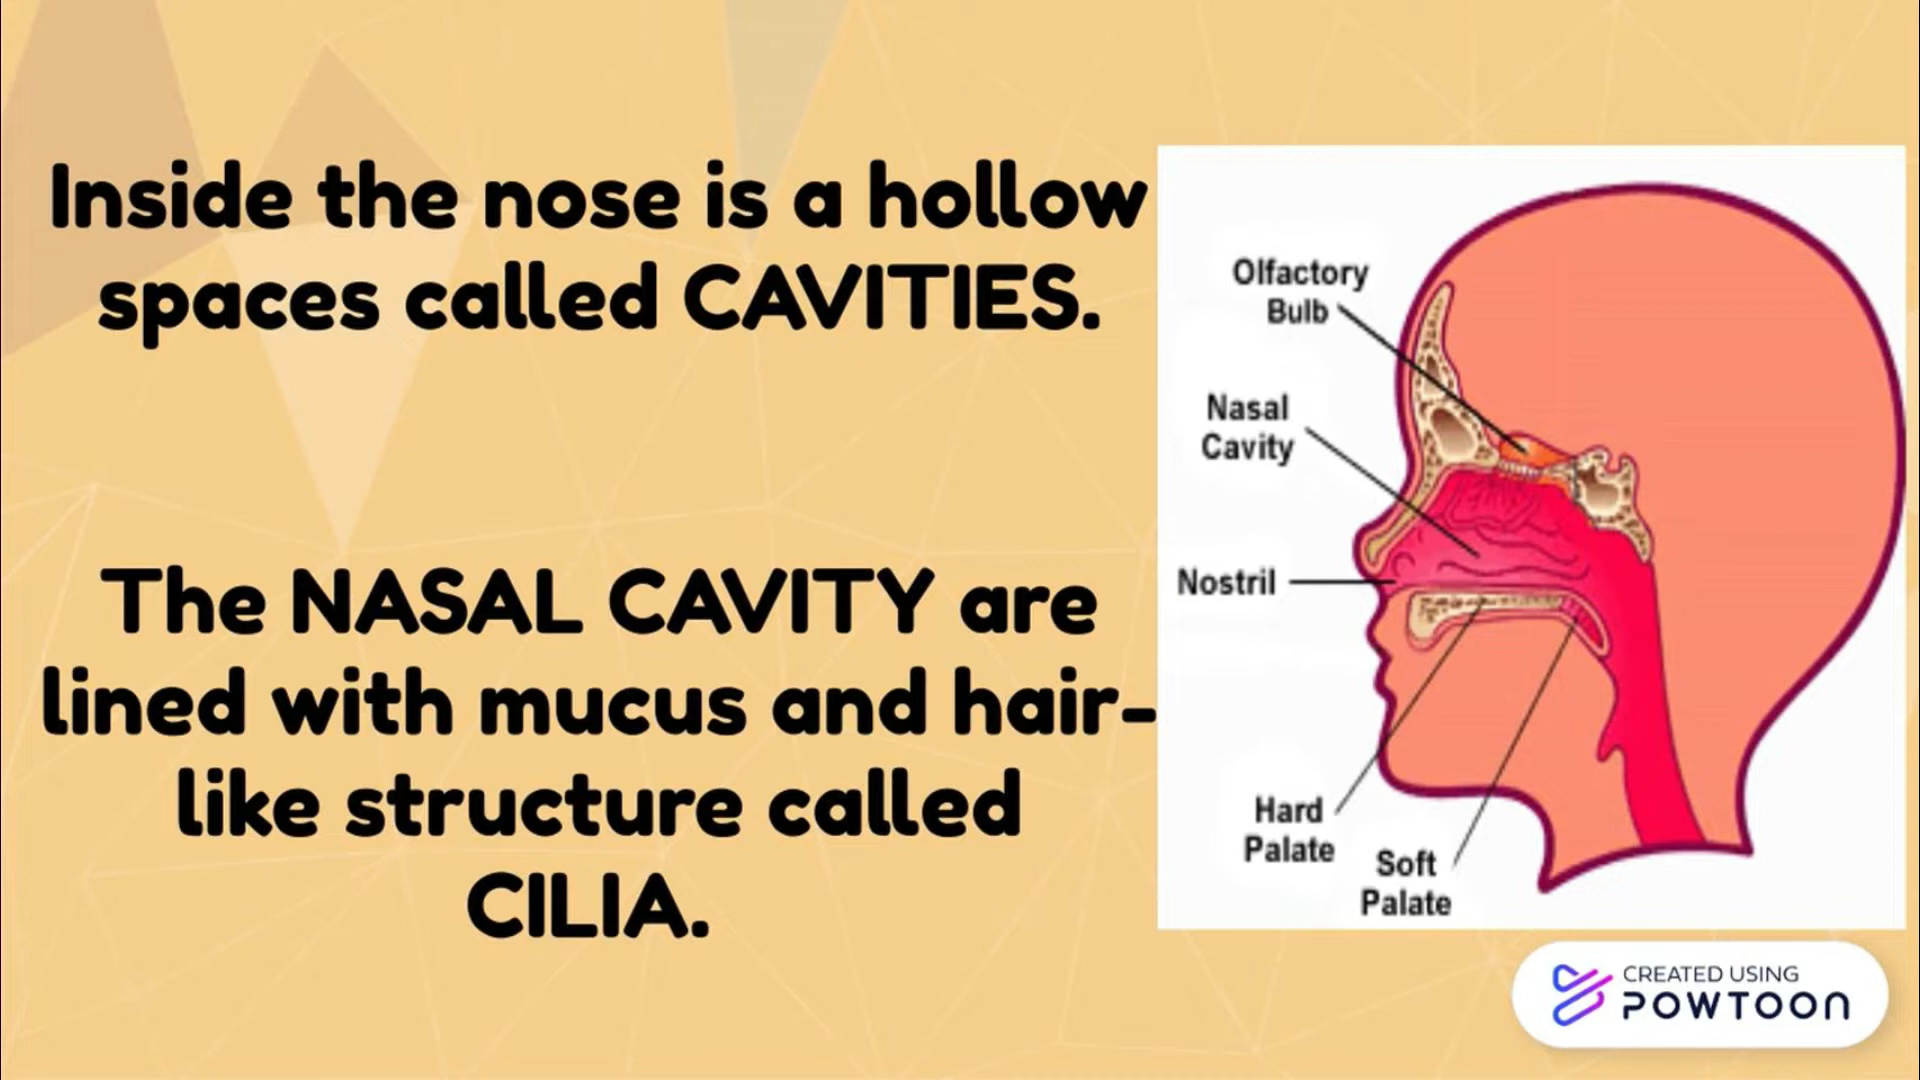 Inside the nose is a hollow
spaces called CAVITIES.
The NASAL CAVITY are
lined with mucus and hair-
like structure called
CILIA.
Olfactory
Bulb
Nasal
Cavity
Nostril
Hard
Palate
Soft
Palate
CREATED USING
POWTOON